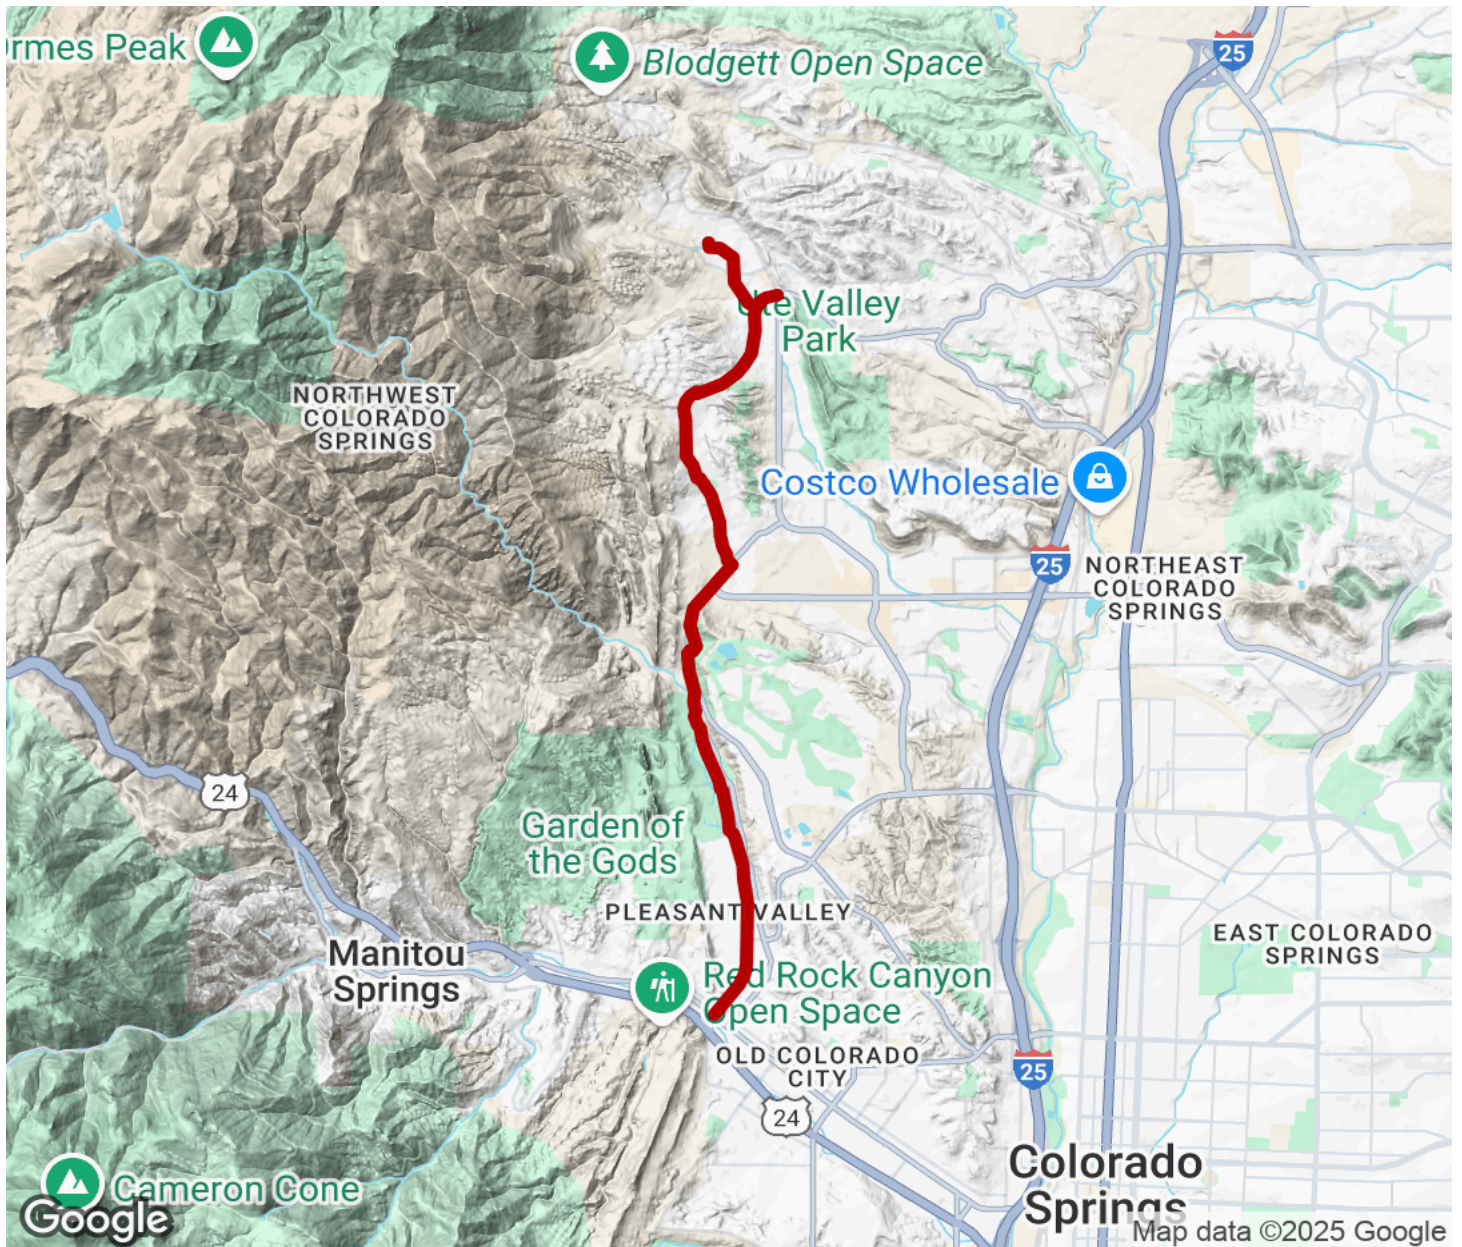 rmes Peak
Blodgett Open Space
25
Ute Valley
Park
NORTHWEST
COLORADO
SPRINGS
Costco Wholesale
25
NORTHEAST
COLORADO
SPRINGS
24
Garden of
the Gods
PLEASANT VALLEY
EAST COLORADO
SPRINGS
Manitou
Springs
Red Rock Canyon
Open Space
OLD COLORADO
CITY
25
24
Colorado
Springs
Cameron Cone
Google
Map data ©2025 Google